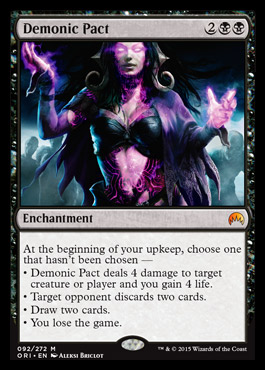 Demonic Pact 2
Enchantment
At the beginning of your upkeep, choose one
that hasn't been chosen —
• Demonic Pact deals 4 damage to target
creature or player and you gain 4 life.
• Target opponent discards two cards.
• Draw two cards.
• You lose the game.
092/272 M
ORI • EN ALEKSI BRICLOT
™ & © 2015 Wizards of the Coast